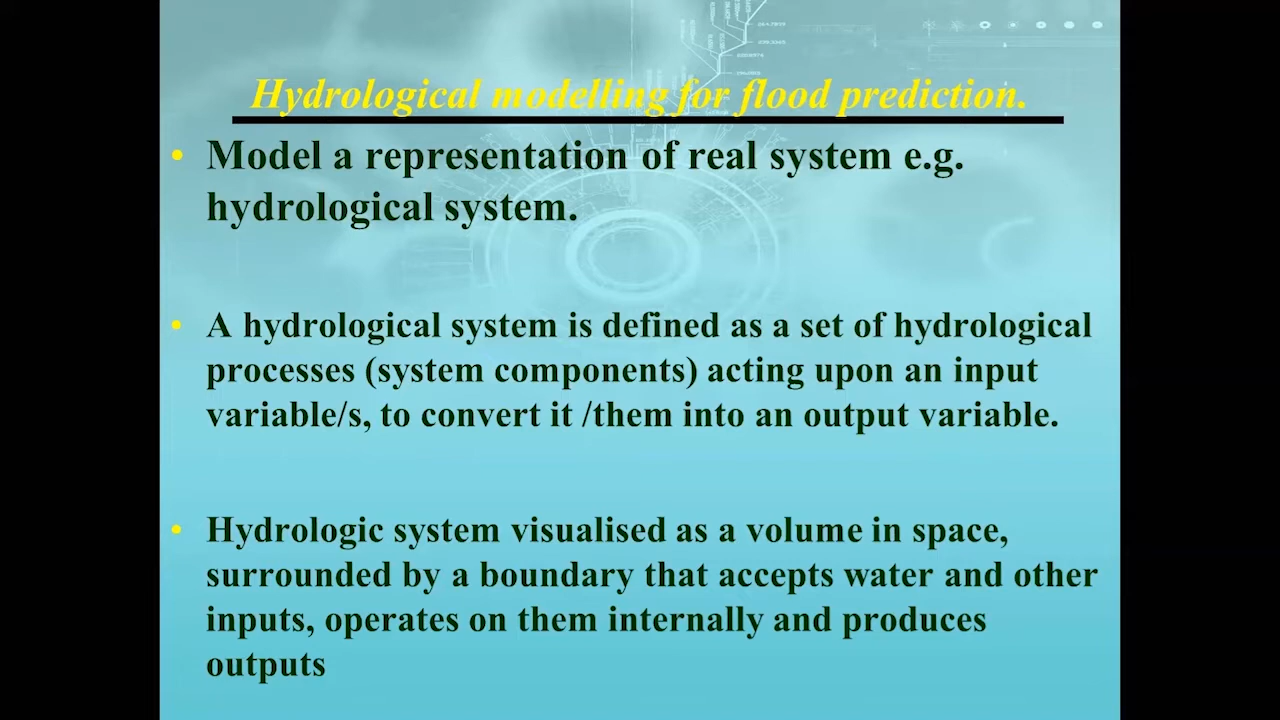 Hydrological modelling for flood prediction.
• Model a representation of real system e.g.
hydrological system.
• A hydrological system is defined as a set of hydrological
processes (system components) acting upon an input
variable/s, to convert it /them into an output variable.
• Hydrologic system visualised as a volume in space,
surrounded by a boundary that accepts water and other
inputs, operates on them internally and produces
outputs